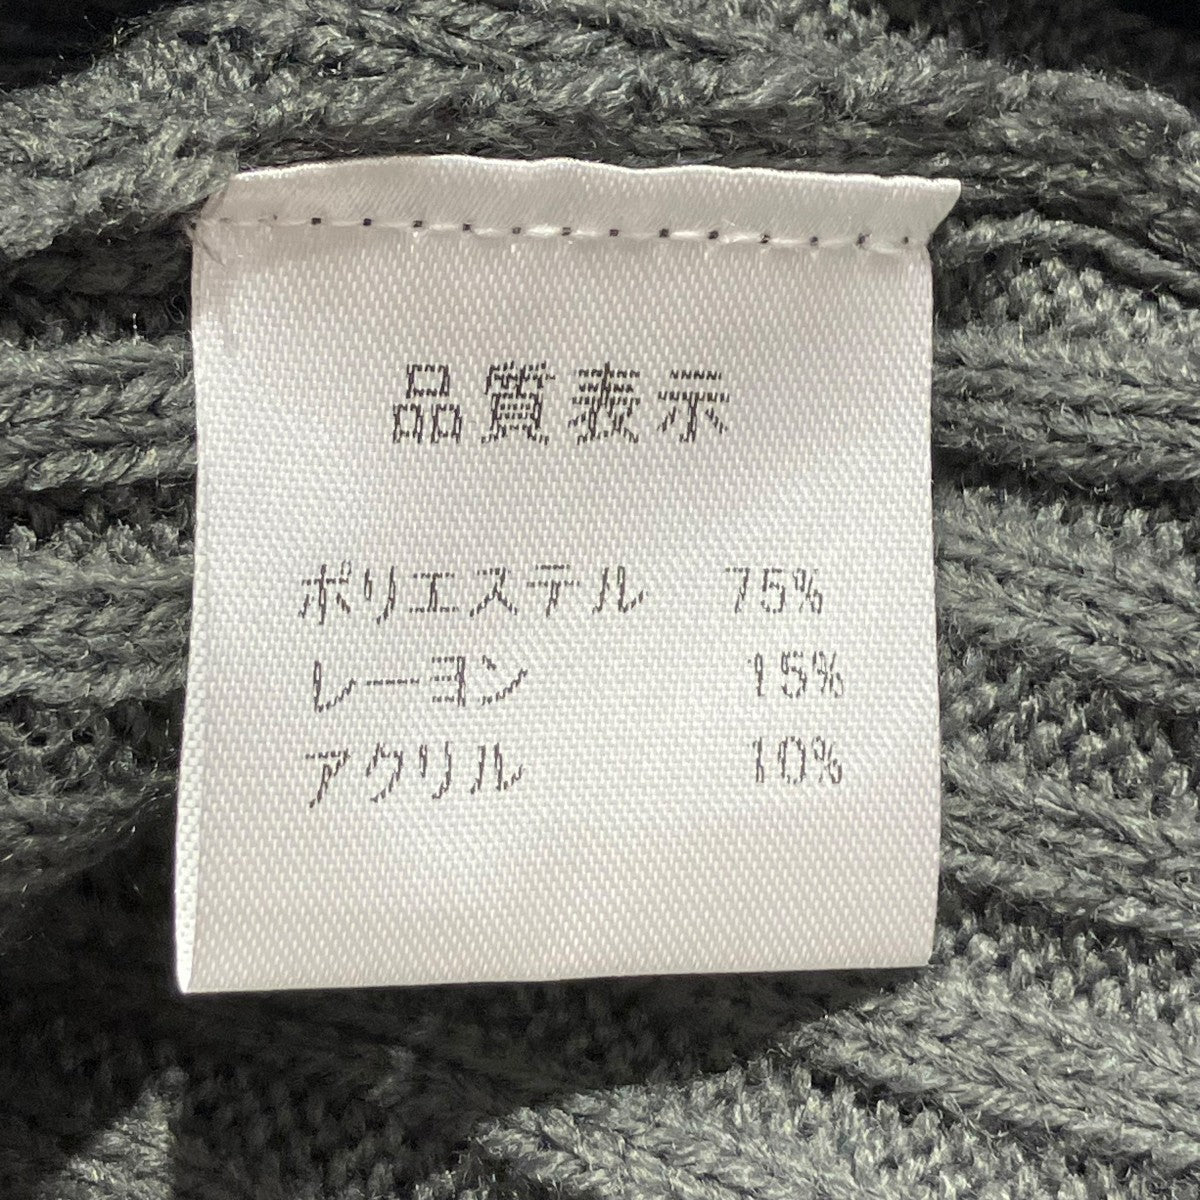 品質表示
ポリエステル 75%
レーヨン 15%
アクリル 10%